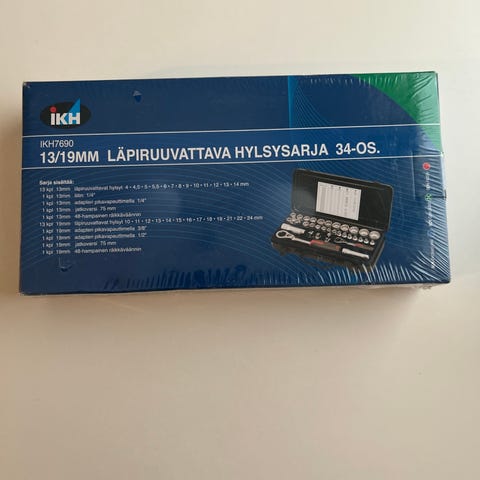 iKH
IKH7690
13/19MM LÄPIRUUVATTAVA HYLSYSARJA 34-OS.
Sarja sisältää:
13 kpl 13mm läpiruuvattavat hylsyt 4 • 4,5 • 5 • 5,5 • 6 • 7 • 8 • 9 • 10 • 11 • 12 • 13 • 14 mm
1 kpl 13mm liitin 1/4"
1 kpl 13mm adapteri pikavapauttimella 1/4"
1 kpl 13mm jatkovarsi 75 mm
1 kpl 13mm 48-hampainen räikkäväännin
13 kpl 19mm läpiruuvattavat hylsyt 10 • 11 • 12 • 13 • 14 • 15 • 16 • 17 • 18 • 19 • 21 • 22 • 24 mm
1 kpl 19mm adapteri pikavapauttimella 3/8"
1 kpl 19mm adapteri pikavapauttimella 1/2"
1 kpl 19mm jatkovarsi 75 mm
1 kpl 19mm 48-hampainen räikkäväännin